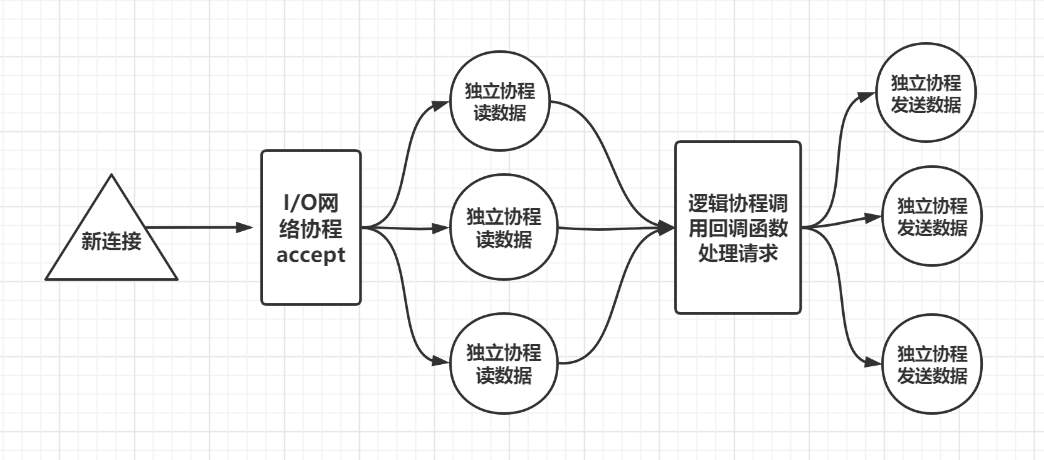 新连接
I/O网
络协程
accept
独立协程
读数据
独立协程
读数据
独立协程
读数据
逻辑协程调
用回调函数
处理请求
独立协程
发送数据
独立协程
发送数据
独立协程
发送数据